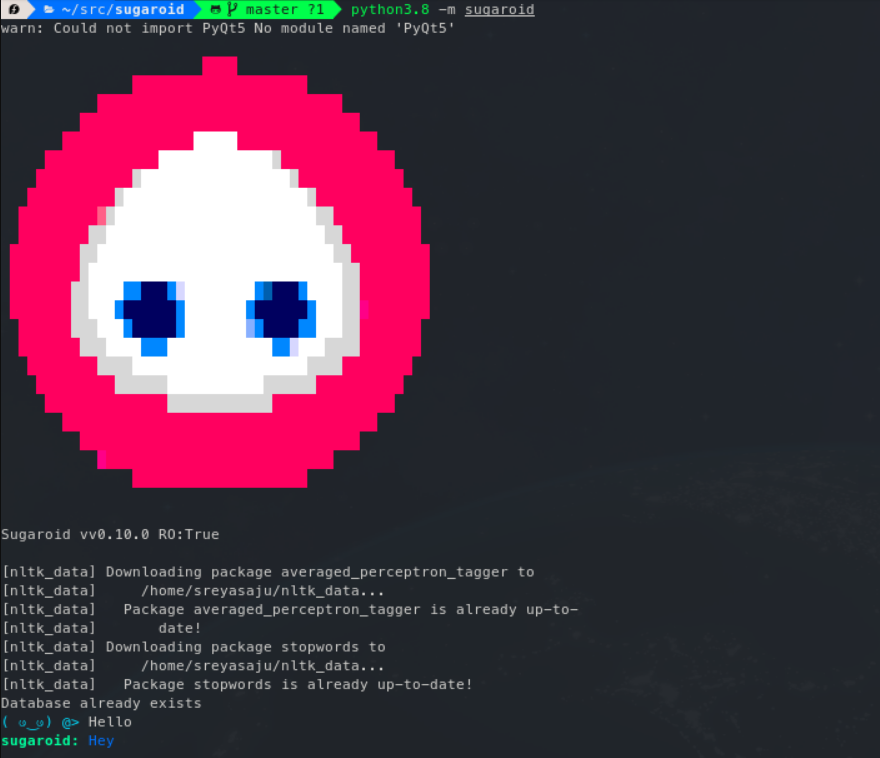 ~/src/sugaroid master ?1 python3.8 -m sugaroid
warn: Could not import PyQt5 No module named 'PyQt5'
Sugaroid vv0.10.0 RO:True
[nltk_data] Downloading package averaged_perceptron_tagger to
[nltk_data]     /home/sreyasaju/nltk_data...
[nltk_data]   Package averaged_perceptron_tagger is already up-to-
[nltk_data]       date!
[nltk_data] Downloading package stopwords to
[nltk_data]     /home/sreyasaju/nltk_data...
[nltk_data]   Package stopwords is already up-to-date!
Database already exists
( ಠ ͜ʖಠ) @> Hello
sugaroid: Hey